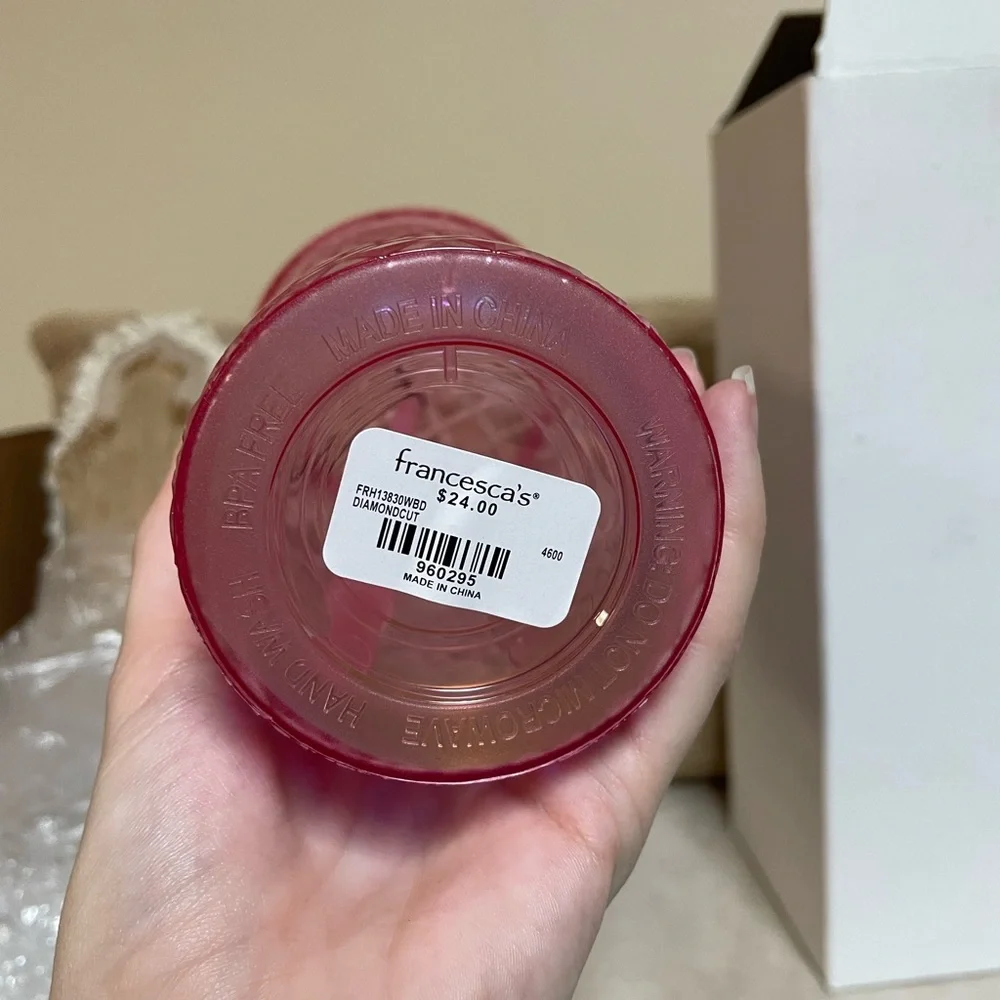 MADE IN CHINA
WARNING: DO NOT MICROWAVE
HAND WASH
BPA FREE
francesca's®
$24.00
FRH13830WBD
DIAMONDCUT
4600
960295
MADE IN CHINA